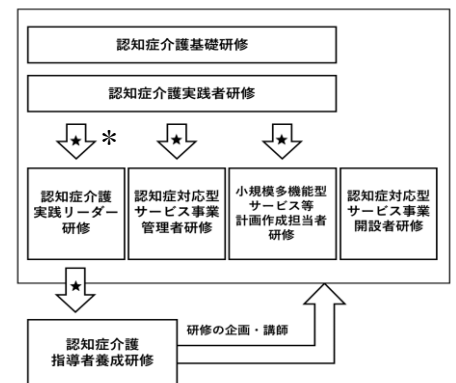 認知症介護基礎研修
認知症介護実践者研修
★
*
★
★
認知症介護
実践リーダー
研修
認知症対応型
サービス事業
管理者研修
小規模多機能型
サービス等
計画作成担当者
研修
認知症対応型
サービス事業
開設者研修
★
認知症介護
指導者養成研修
研修の企画・講師